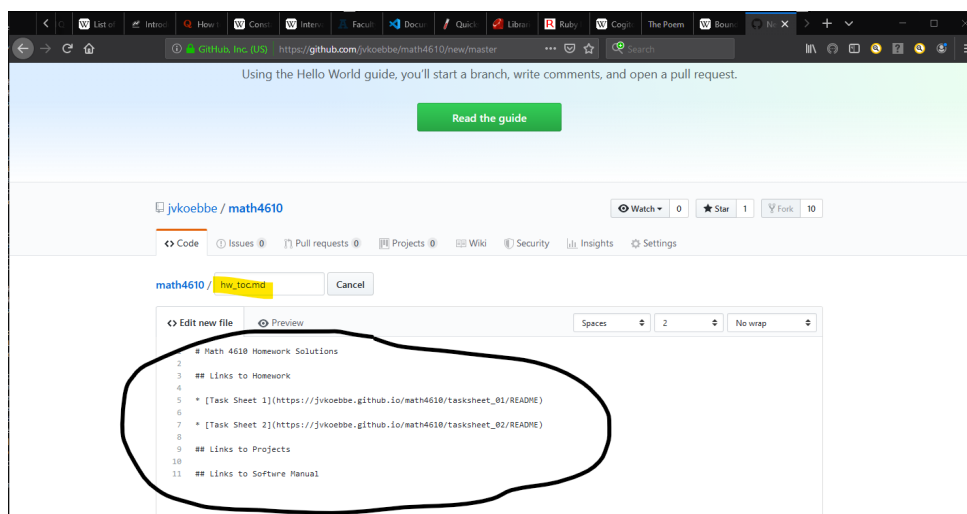 List of Introd How Const Interv Facult Docum Quick Librar Ruby Cogit The Poem Bound Ne
GitHub, Inc. (US) https://github.com/jvkoebbe/math4610/new/master ... Search
Using the Hello World guide, you'll start a branch, write comments, and open a pull request.
Read the guide
jvkoebbe / math4610 Watch 0 Star 1 Fork 10
Code Issues 0 Pull requests 0 Projects 0 Wiki Security Insights Settings
math4610 / hw_toc.md Cancel
<> Edit new file Preview Spaces 2 No wrap
1 # Math 4610 Homework Solutions
2
3 ## Links to Homework
4
5 * [Task Sheet 1](https://jvkoebbe.github.io/math4610/tasksheet_01/README)
6
7 * [Task Sheet 2](https://jvkoebbe.github.io/math4610/tasksheet_02/README)
8
9 ## Links to Projects
10
11 ## Links to Softwre Manual